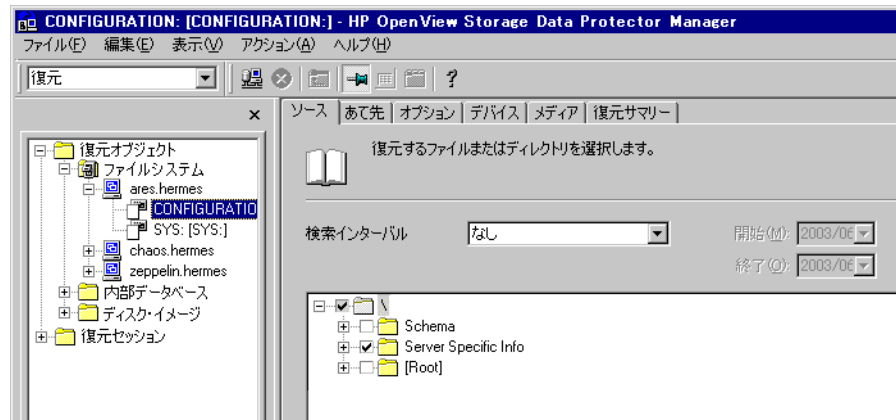 CONFIGURATION: [CONFIGURATION:] - HP OpenView Storage Data Protector Manager
ファイル(F) 編集(E) 表示(V) アクション(A) ヘルプ(H)
復元
ソース あて先 オプション デバイス メディア 復元サマリー
復元するファイルまたはディレクトリを選択します。
復元オブジェクト
ファイルシステム
ares.hermes
CONFIGURATIO
SYS: [SYS:]
chaos.hermes
zeppelin.hermes
内部データベース
ディスク・イメージ
復元セッション
検索インターバル なし 開始(M): 2003/06
終了(O): 2003/06
\
Schema
Server Specific Info
[Root]